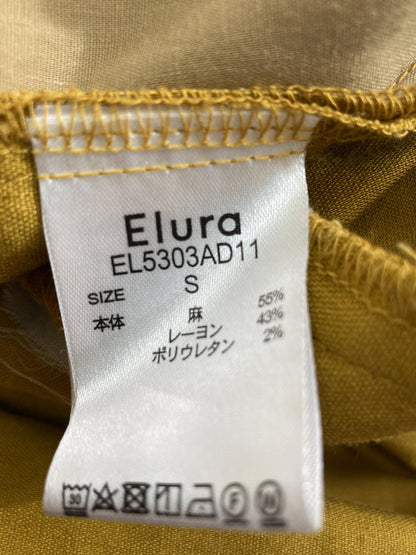 Elura
EL5303AD11
SIZE S
本体 麻 55%
レーヨン 43%
ポリウレタン 2%
30
F
W